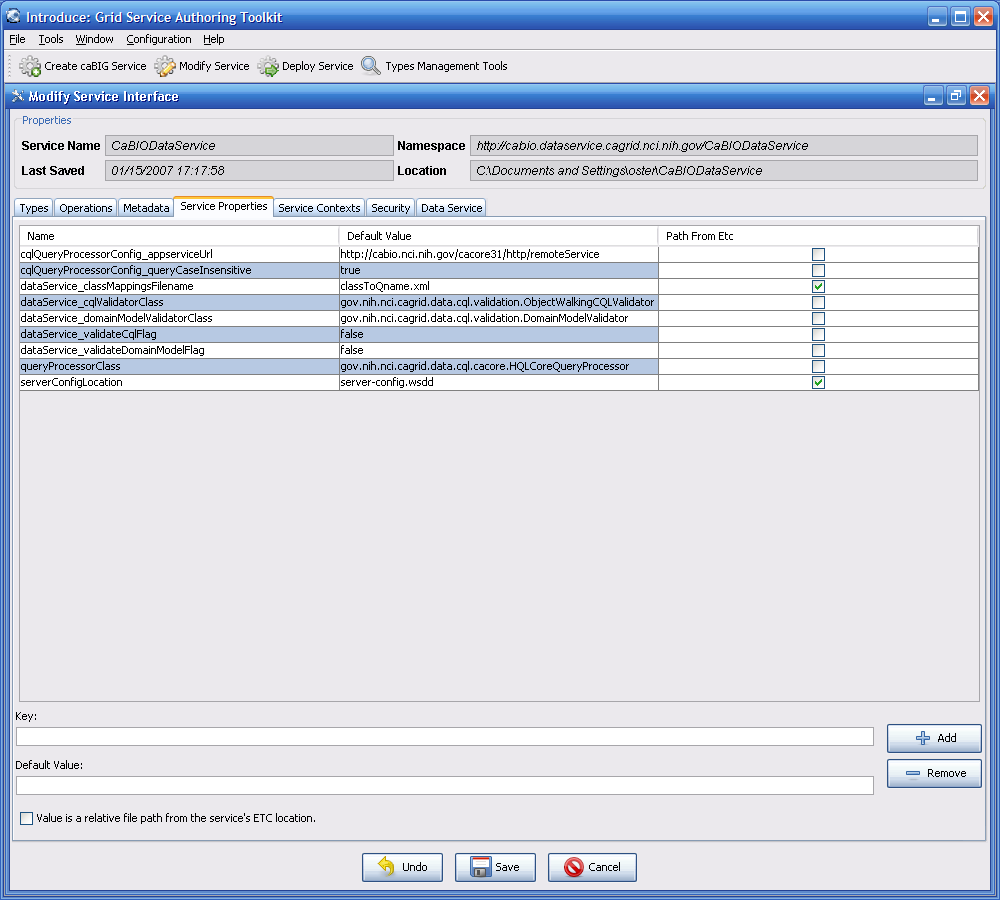 Introduce: Grid Service Authoring Toolkit
File Tools Window Configuration Help
Create caBIG Service Modify Service Deploy Service Types Management Tools
Modify Service Interface
Properties
Service Name CaBIODataService Namespace http://cabio.dataservice.cagrid.nci.nih.gov/CaBIODataService
Last Saved 01/15/2007 17:17:58 Location C:\Documents and Settings\oster\CaBIODataService
Types Operations Metadata Service Properties Service Contexts Security Data Service
Name Default Value Path From Etc
cqlQueryProcessorConfig_appserviceUrl http://cabio.nci.nih.gov/cacore31/http/remoteService
cqlQueryProcessorConfig_queryCaseInsensitive true
dataService_classMappingsFilename classToQname.xml
dataService_cqlValidatorClass gov.nih.nci.cagrid.data.cql.validation.ObjectWalkingCQLValidator
dataService_domainModelValidatorClass gov.nih.nci.cagrid.data.cql.validation.DomainModelValidator
dataService_validateCqlFlag false
dataService_validateDomainModelFlag false
queryProcessorClass gov.nih.nci.cagrid.data.cql.cacore.HQLCoreQueryProcessor
serverConfigLocation server-config.wsdd
Key:
Add
Default Value:
Remove
Value is a relative file path from the service's ETC location.
Undo Save Cancel